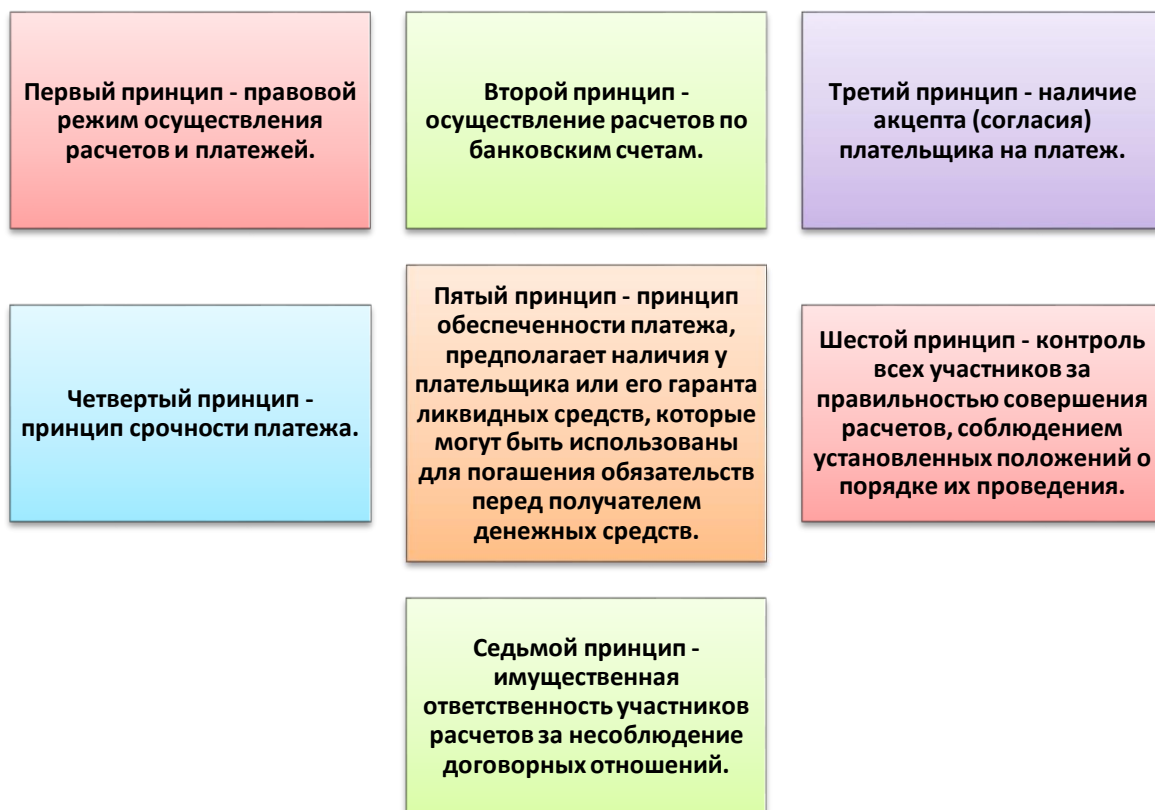 Первый принцип - правовой
режим осуществления
расчетов и платежей.
Второй принцип -
осуществление расчетов по
банковским счетам.
Третий принцип - наличие
акцепта (согласия)
плательщика на платеж.
Четвертый принцип -
принцип срочности платежа.
Пятый принцип - принцип
обеспеченности платежа,
предполагает наличия у
плательщика или его гаранта
ликвидных средств, которые
могут быть использованы
для погашения обязательств
перед получателем
денежных средств.
Шестой принцип - контроль
всех участников за
правильностью совершения
расчетов, соблюдением
установленных положений о
порядке их проведения.
Седьмой принцип -
имущественная
ответственность участников
расчетов за несоблюдение
договорных отношений.